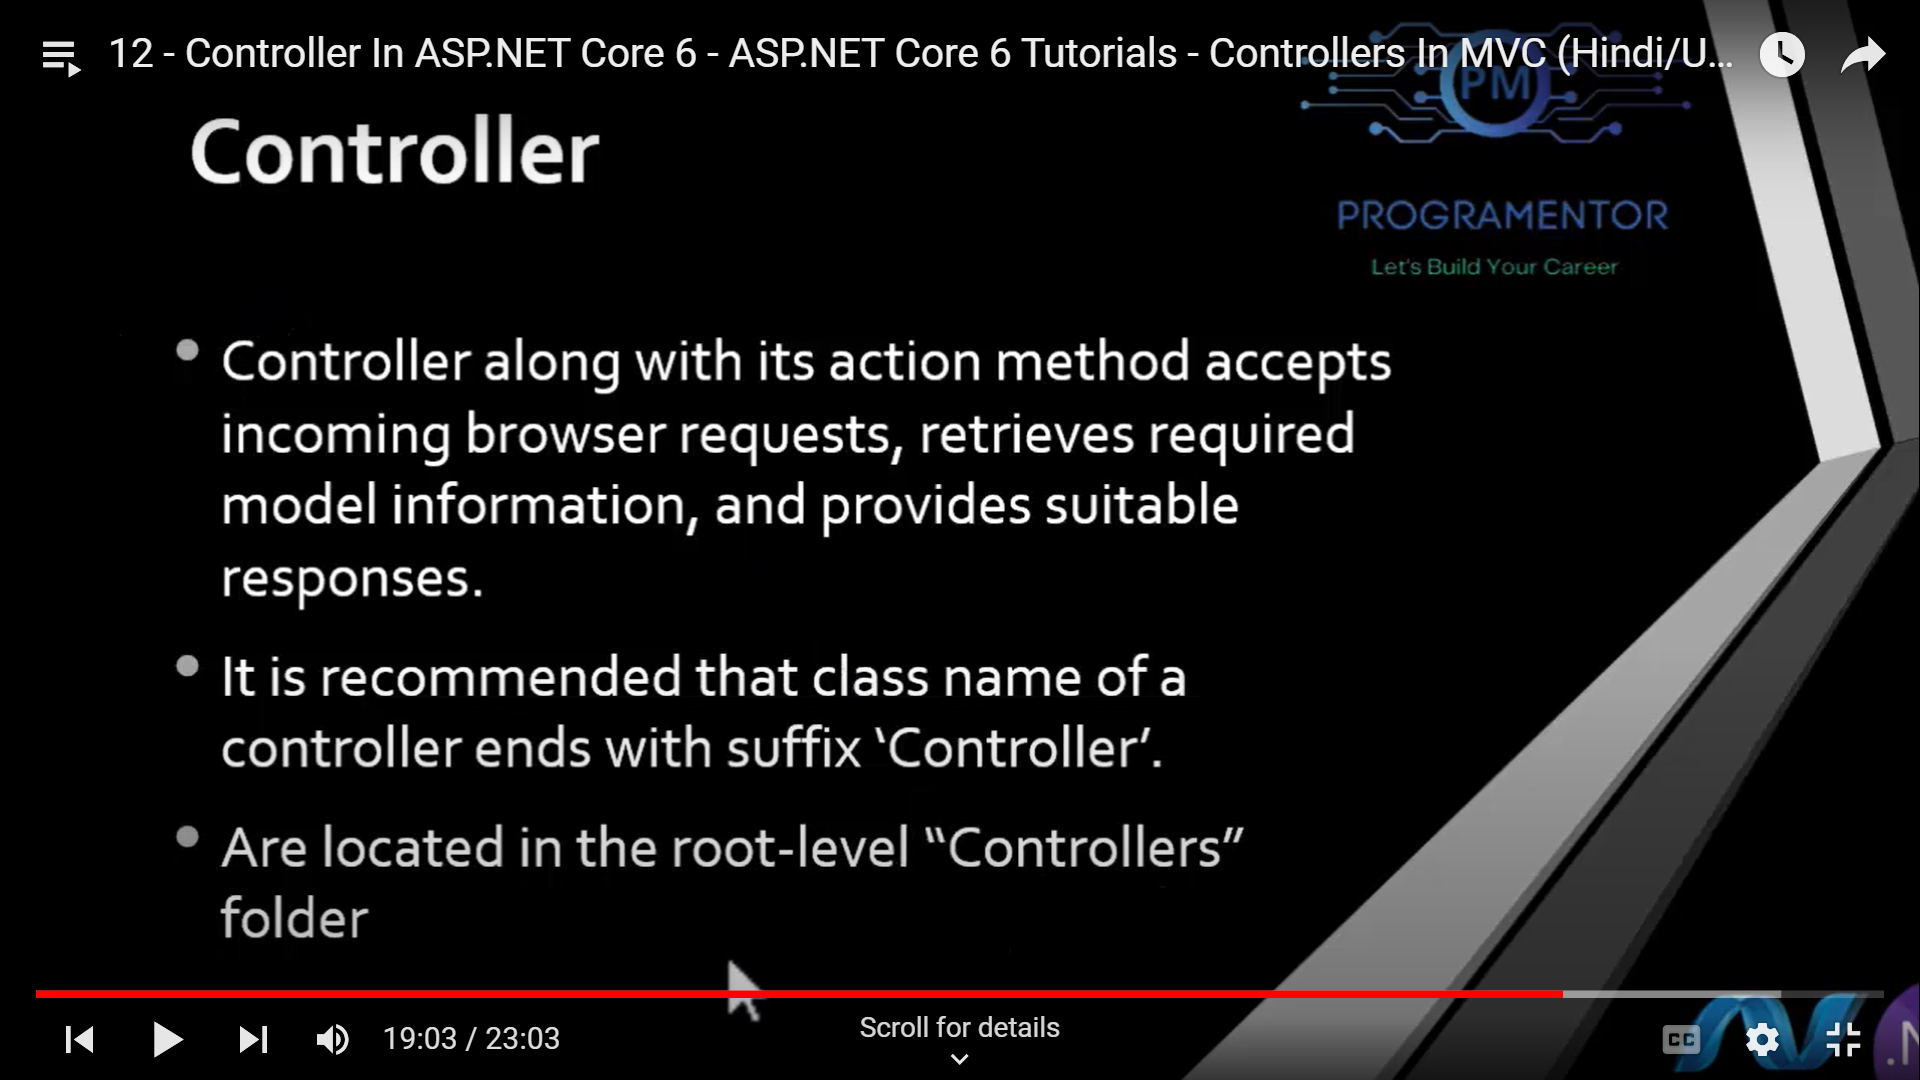 12 - Controller In ASP.NET Core 6 - ASP.NET Core 6 Tutorials - Controllers In MVC (Hindi/U...
PM
Controller
PROGRAMENTOR
Let's Build Your Career
Controller along with its action method accepts
incoming browser requests, retrieves required
model information, and provides suitable
responses.
It is recommended that class name of a
controller ends with suffix ‘Controller’.
Are located in the root-level “Controllers”
folder
19:03 / 23:03
Scroll for details
CC
.N